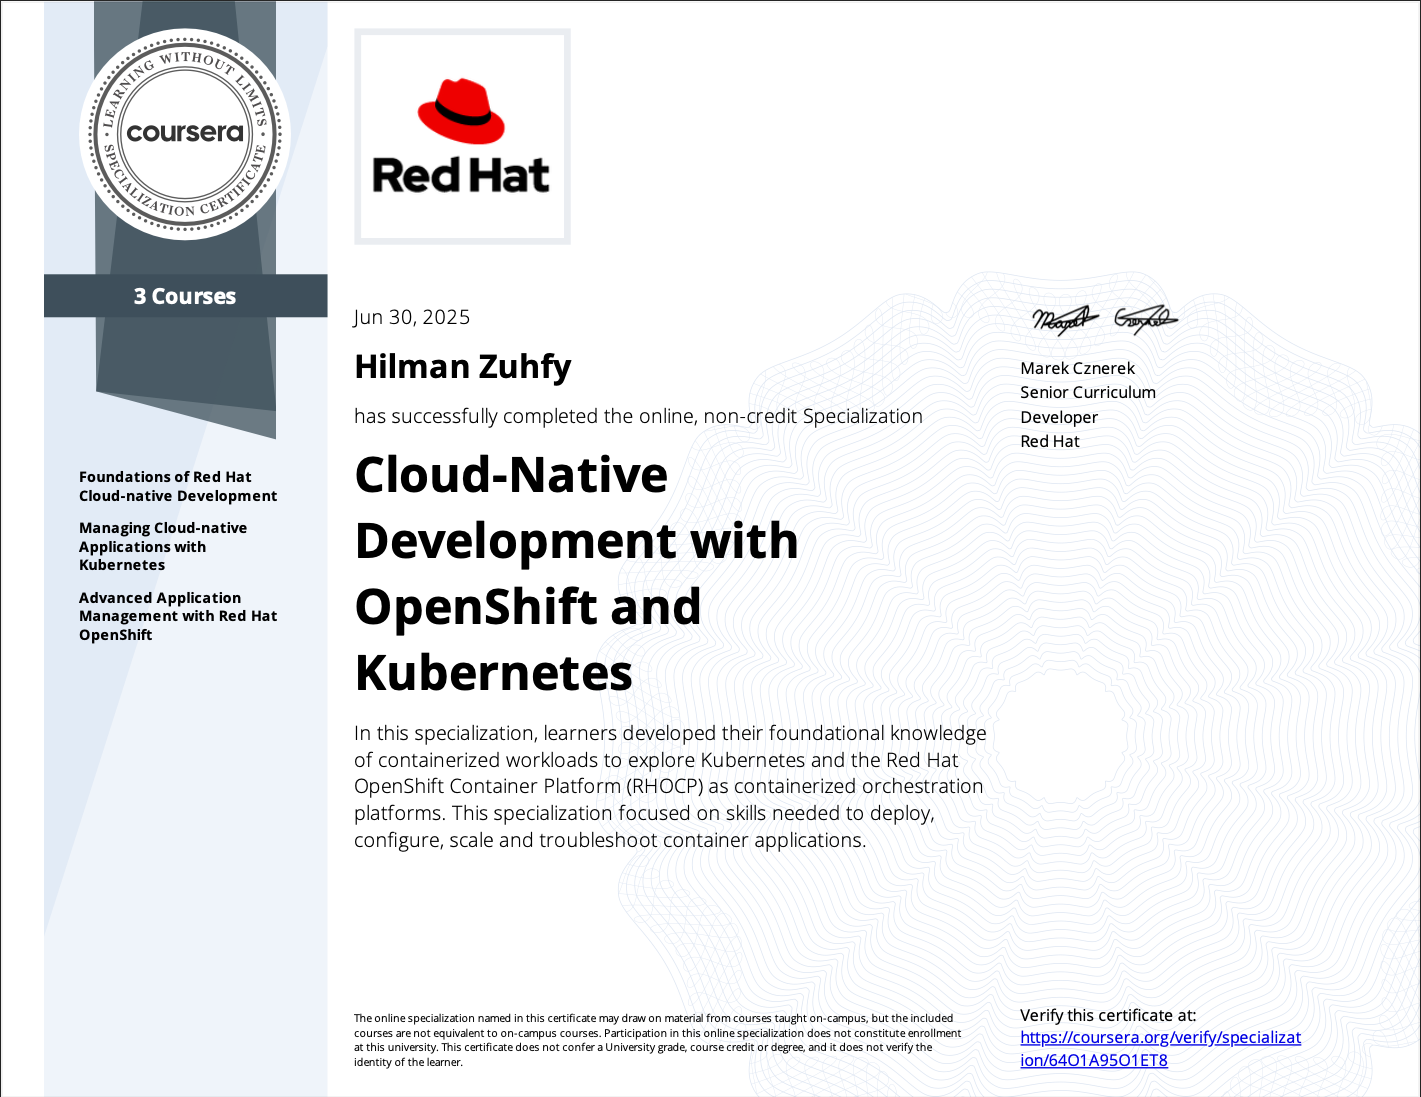 LEARNING WITHOUT LIMITS
coursera
SPECIALIZATION CERTIFICATE
3 Courses
Foundations of Red Hat
Cloud-native Development
Managing Cloud-native
Applications with
Kubernetes
Advanced Application
Management with Red Hat
OpenShift
Red Hat
Jun 30, 2025
Hilman Zuhfy
has successfully completed the online, non-credit Specialization
Cloud-Native
Development with
OpenShift and
Kubernetes
In this specialization, learners developed their foundational knowledge
of containerized workloads to explore Kubernetes and the Red Hat
OpenShift Container Platform (RHOCP) as containerized orchestration
platforms. This specialization focused on skills needed to deploy,
configure, scale and troubleshoot container applications.
Marek Cznerek
Senior Curriculum
Developer
Red Hat
The online specialization named in this certificate may draw on material from courses taught on-campus, but the included
courses are not equivalent to on-campus courses. Participation in this online specialization does not constitute enrollment
at this university. This certificate does not confer a University grade, course credit or degree, and it does not verify the
identity of the learner.
Verify this certificate at:
https://coursera.org/verify/specializat
ion/64O1A95O1ET8